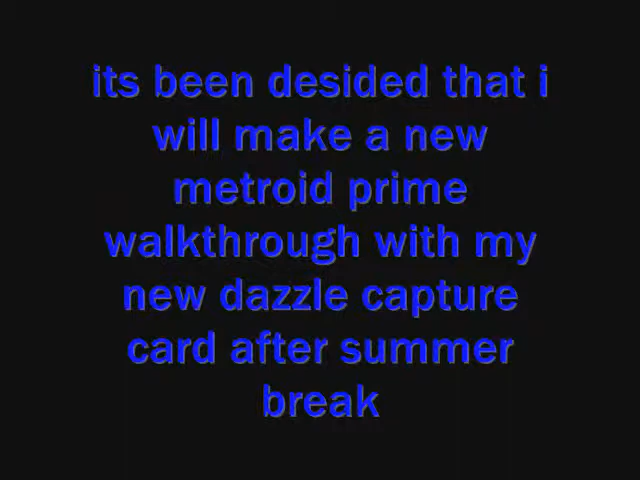 its been desided that i
will make a new
metroid prime
walkthrough with my
new dazzle capture
card after summer
break